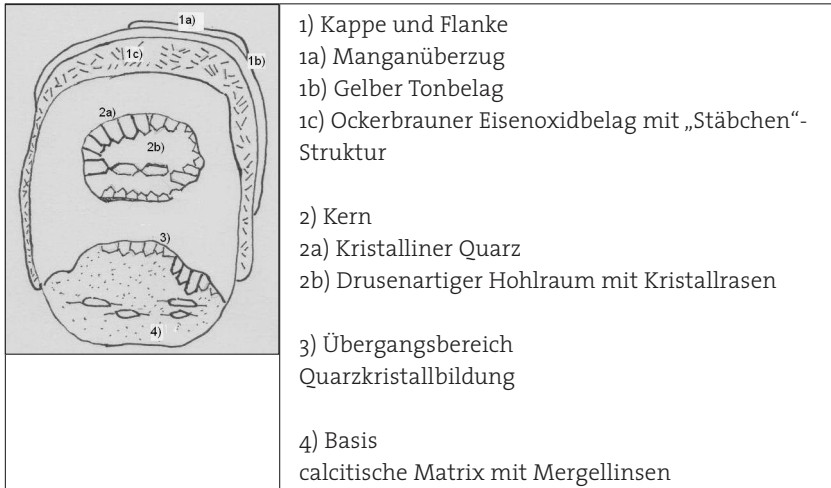 1a)
1c)
1b)
2a)
2b)
3)
4)
1) Kappe und Flanke
1a) Manganüberzug
1b) Gelber Tonbelag
1c) Ockerbrauner Eisenoxidbelag mit „Stäbchen“-
Struktur
2) Kern
2a) Kristalliner Quarz
2b) Drusenartiger Hohlraum mit Kristallrasen
3) Übergangsbereich
Quarzkristallbildung
4) Basis
calcitische Matrix mit Mergellinsen